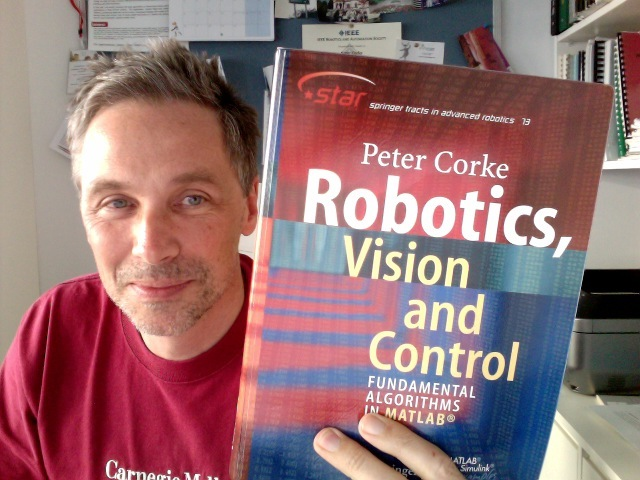 IEEE
star
springer tracts in advanced robotics 73
Peter Corke
Robotics,
Vision
and
Control
FUNDAMENTAL
ALGORITHMS
IN MATLAB®
MATLAB®
Simulink®
Carnegie